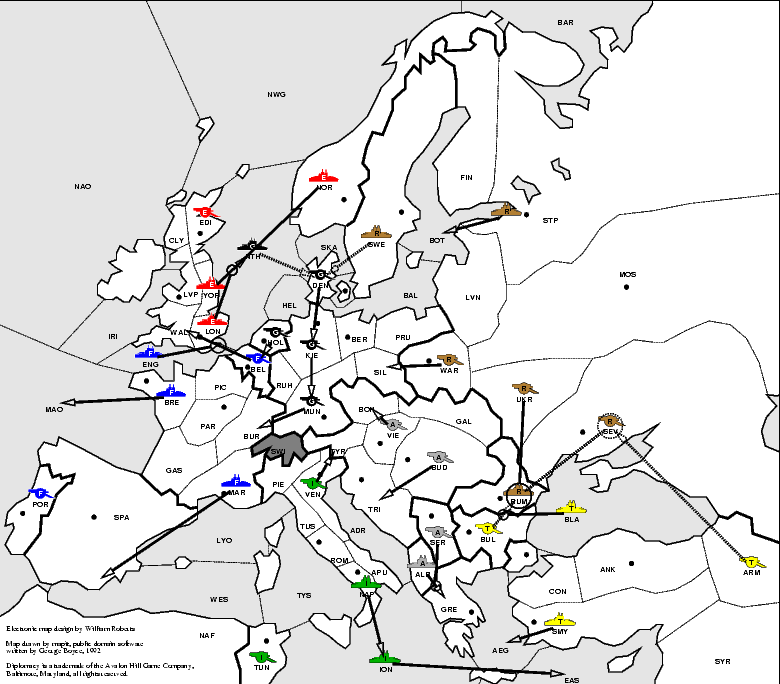 BAR
NWG
NAO
E
NOR
FIN
E
EDI
R
STP
CLY
R
SWE
BOT
SKA
G
NTH
MOS
G
DEN
E
LVP
YOR
HEL
BAL
LVN
E
LON
WAL
IRI
G
HOL
BER
PRU
F
ENG
G
KIE
F
BEL
R
WAR
SIL
PIC
RUH
R
UKR
F
BRE
MAO
G
MUN
BOH
PAR
A
VIE
GAL
R
SEV
BUR
SWI
TYR
A
BUD
GAS
F
MAR
PIE
I
VEN
R
RUM
F
POR
SPA
TRI
T
BLA
TUS
ADR
T
BUL
A
SER
LYO
ROM
APU
A
ALB
T
ARM
ANK
I
NAP
WES
TYS
GRE
CON
T
SMY
Electronic map design by William Roberts
NAF
AEG
Map drawn by mapit, public domain software
written by George Boyce, 1992
I
TUN
I
ION
SYR
Diplomacy is a trademark of the Avalon Hill Game Company,
Baltimore, Maryland, all rights reserved.
EAS